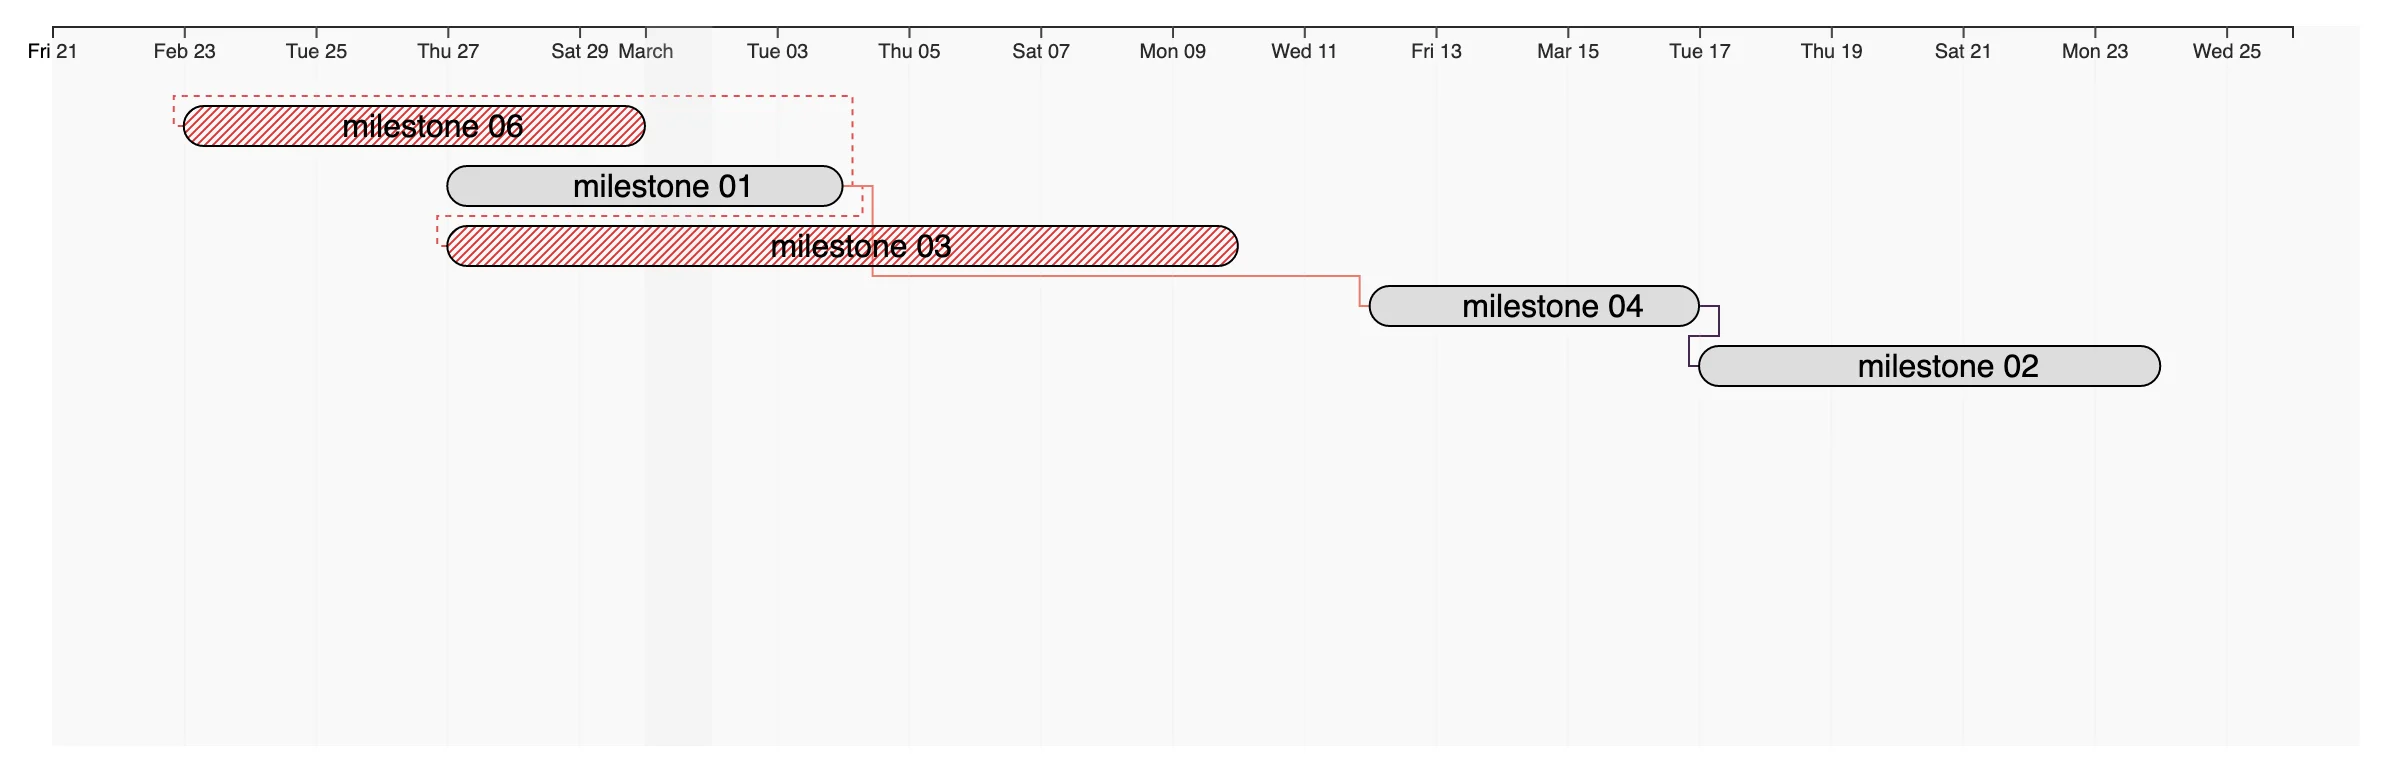 Fri 21 Feb 23 Tue 25 Thu 27 Sat 29 March Tue 03 Thu 05 Sat 07 Mon 09 Wed 11 Fri 13 Mar 15 Tue 17 Thu 19 Sat 21 Mon 23 Wed 25
milestone 06
milestone 01
milestone 03
milestone 04
milestone 02